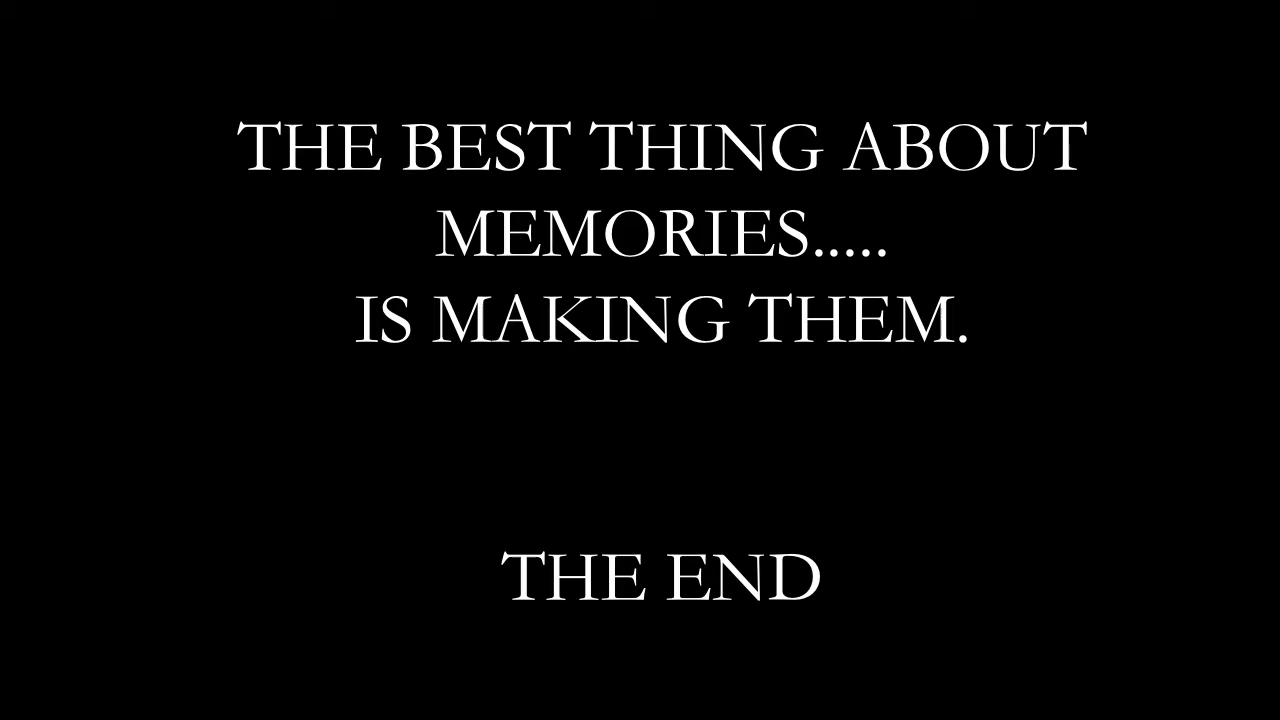 THE BEST THING ABOUT
MEMORIES.....
IS MAKING THEM.
THE END